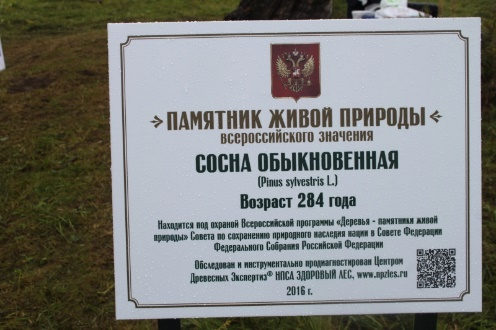 ПАМЯТНИК ЖИВОЙ ПРИРОДЫ
всероссийского значения
СОСНА ОБЫКНОВЕННАЯ
(Pinus sylvestris L.)
Возраст 284 года
Находится под охраной Всероссийской программы «Деревья - памятники живой
природы» Совета по сохранению природного наследия нации в Совете Федерации
Федерального Собрания Российской Федерации
Обследован и инструментально продиагностирован Центром
Древесных Экспертиз® НПСА ЗДОРОВЫЙ ЛЕС, www.npzles.ru
2016 г.